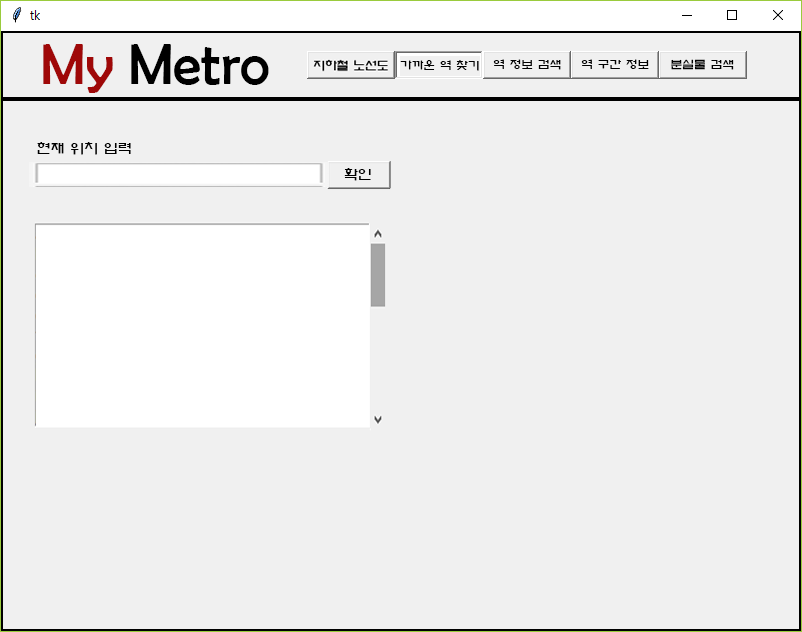 tk
My Metro
지하철 노선도 가까운 역 찾기 역 정보 검색 역 구간 정보 분실물 검색
현재 위치 입력
확인